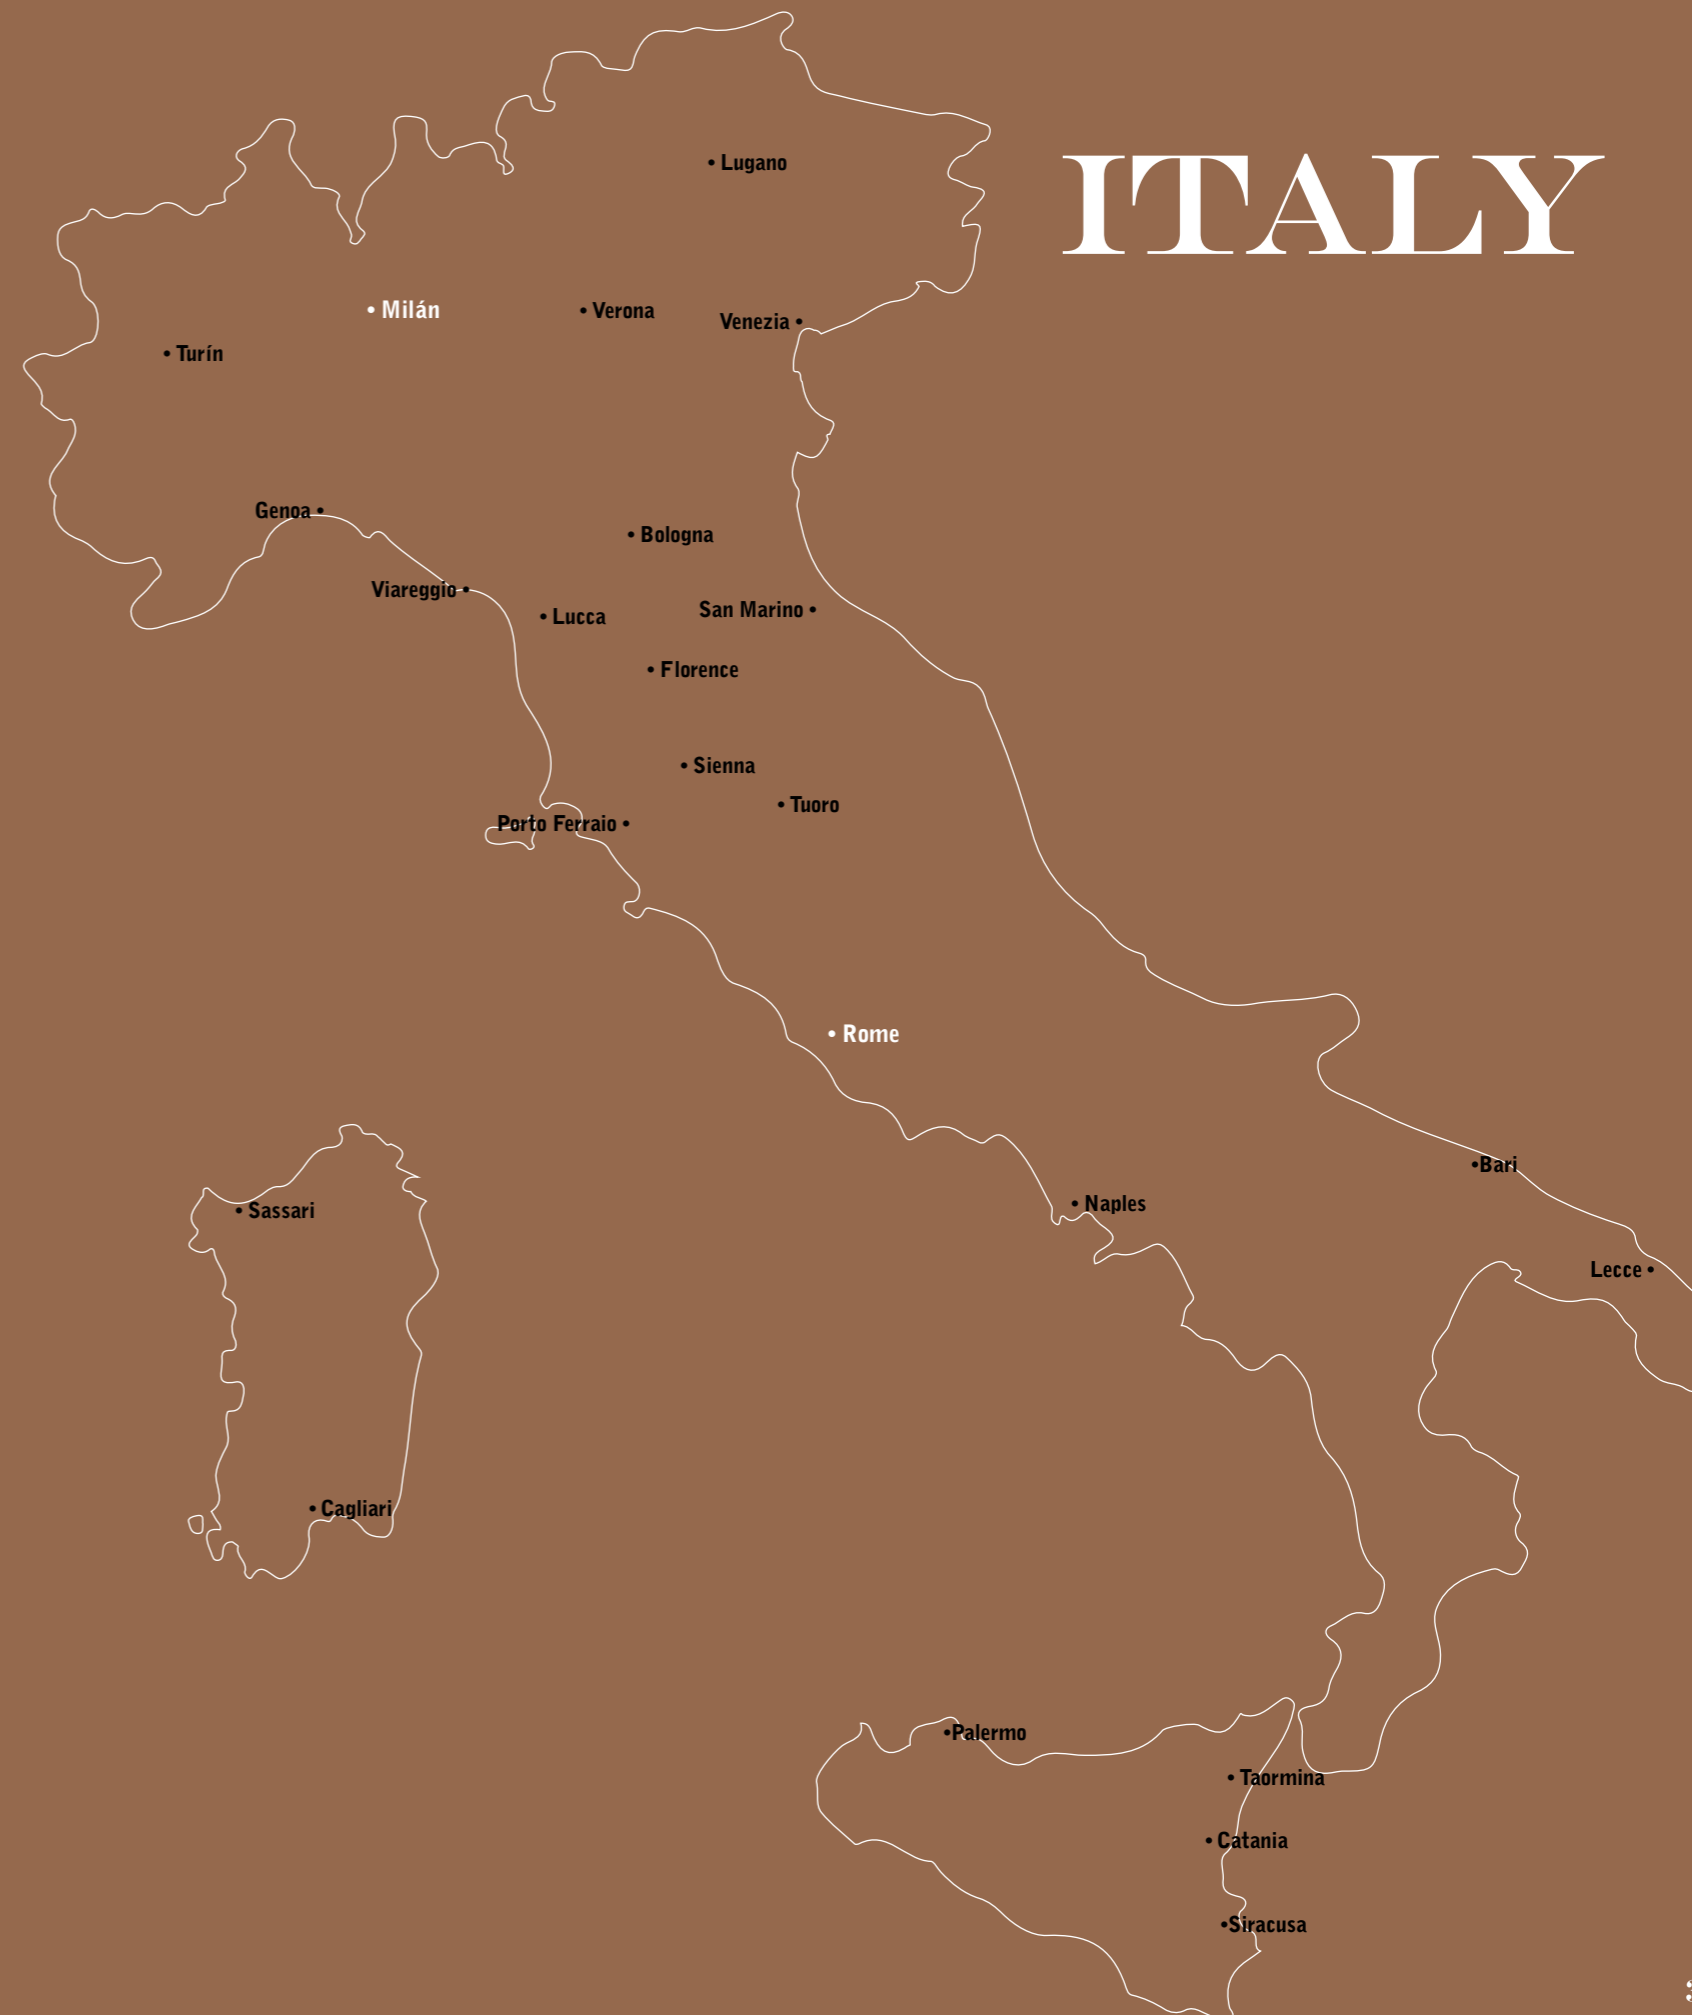 ITALY
• Lugano
• Milán
• Verona
Venezia •
• Turín
Genoa •
• Bologna
Viareggio •
• Lucca
San Marino •
• Florence
• Sienna
• Tuoro
Porto Ferraio •
• Rome
•Bari
• Naples
• Sassari
Lecce •
• Cagliari
•Palermo
• Taormina
• Catania
•Siracusa